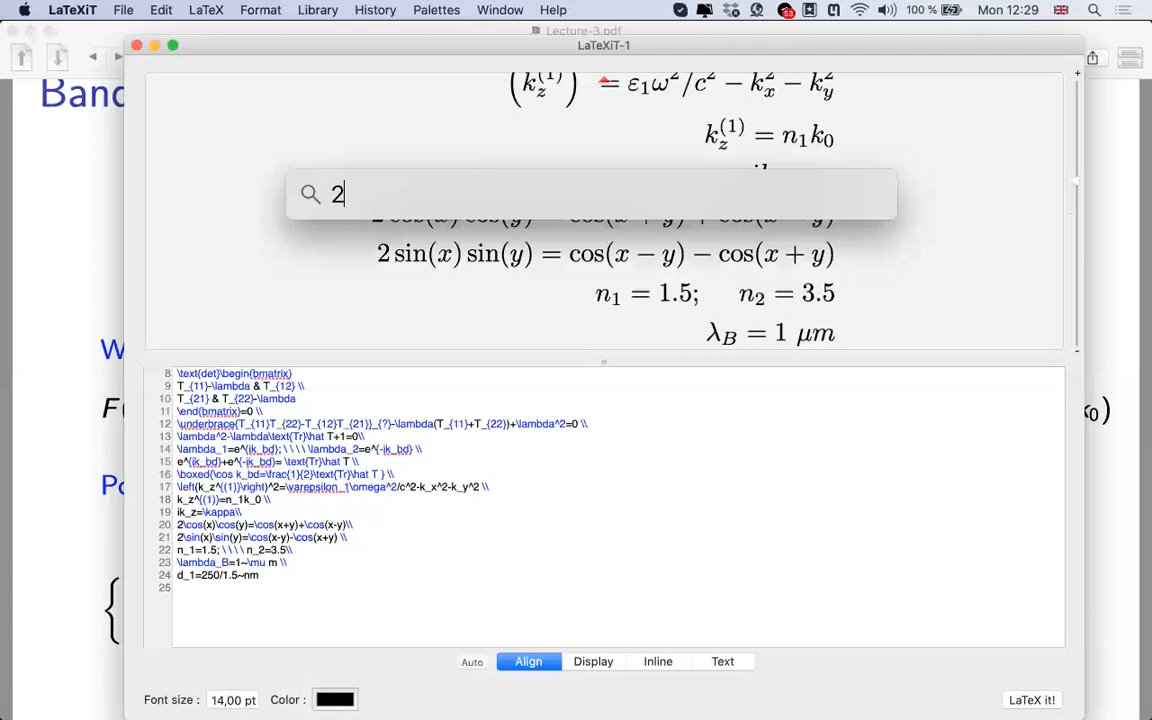 LaTeXiT File Edit LaTeX Format Library History Palettes Window Help 53 100 % Mon 12:29
Lecture-3.pdf
LaTeXiT-1
Band
(k_z^{(1)}) = ε₁ω²/c² − k_x² − k_y²
k_z^{(1)} = n₁k₀
2
2 sin(x) sin(y) = cos(x − y) − cos(x + y)
n₁ = 1.5; n₂ = 3.5
λ_B = 1 μm
W
F(
k₀)
Po
8 \text{det}\begin{bmatrix}
9 T_{11}-\lambda & T_{12} \\
10 T_{21} & T_{22}-\lambda
11 \end{bmatrix}=0 \\
12 \underbrace{T_{11}T_{22}-T_{12}T_{21}}_{?}-\lambda(T_{11}+T_{22})+\lambda^2=0 \\
13 \lambda^2-\lambda\text{Tr}\hat T+1=0\\
14 \lambda_1=e^{ik_bd}; \ \ \ \ \lambda_2=e^{-ik_bd} \\
15 e^{ik_bd}+e^{-ik_bd}= \text{Tr}\hat T \\
16 \boxed{\cos k_bd=\frac{1}{2}\text{Tr}\hat T } \\
17 \left(k_z^{(1)}\right)^2=\varepsilon_1\omega^2/c^2-k_x^2-k_y^2 \\
18 k_z^{(1)}=n_1k_0 \\
19 ik_z=\kappa\\
20 2\cos(x)\cos(y)=\cos(x+y)+\cos(x-y)\\
21 2\sin(x)\sin(y)=\cos(x-y)-\cos(x+y) \\
22 n_1=1.5; \ \ \ \ n_2=3.5\\
23 \lambda_B=1~\mu m \\
24 d_1=250/1.5~nm
25
Auto Align Display Inline Text
Font size : 14,00 pt Color : LaTeX it!